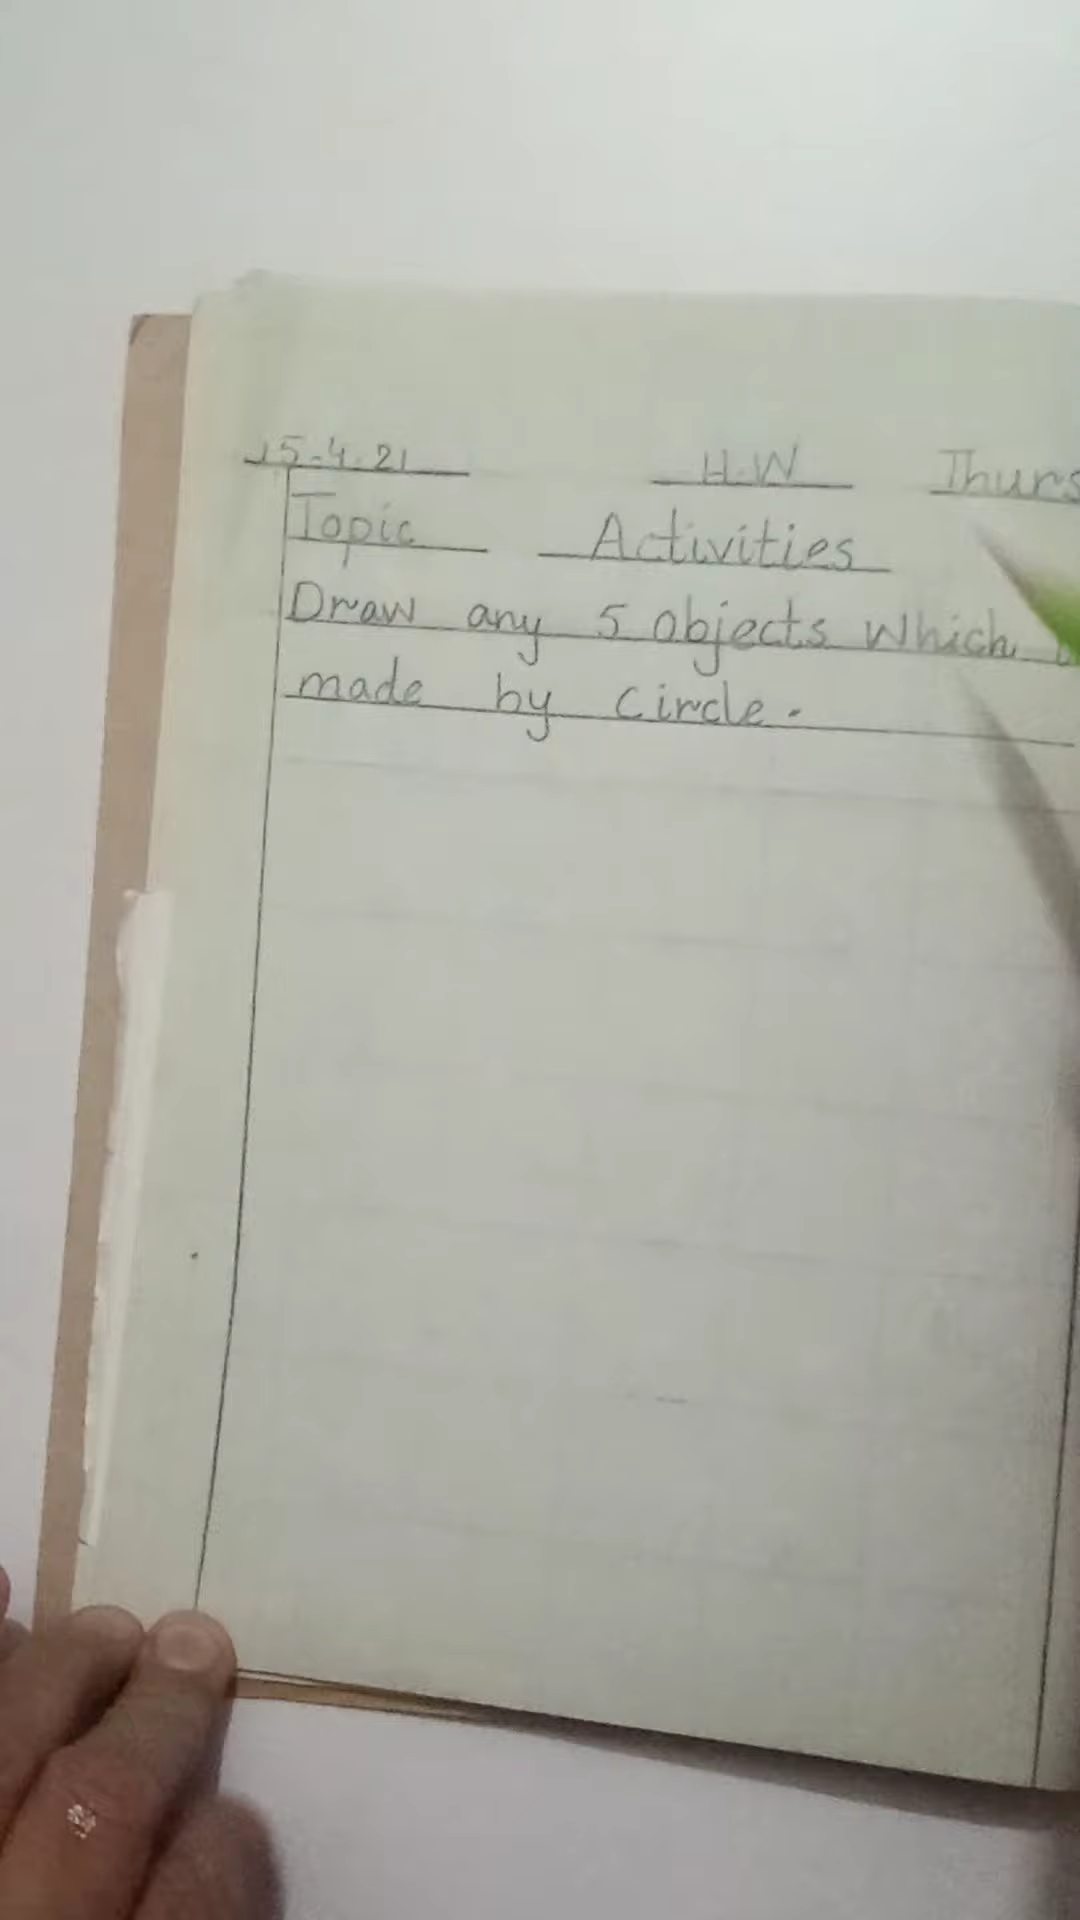 15-4-21 H.W Thurs
Topic Activities
Draw any 5 objects which
made by Circle.